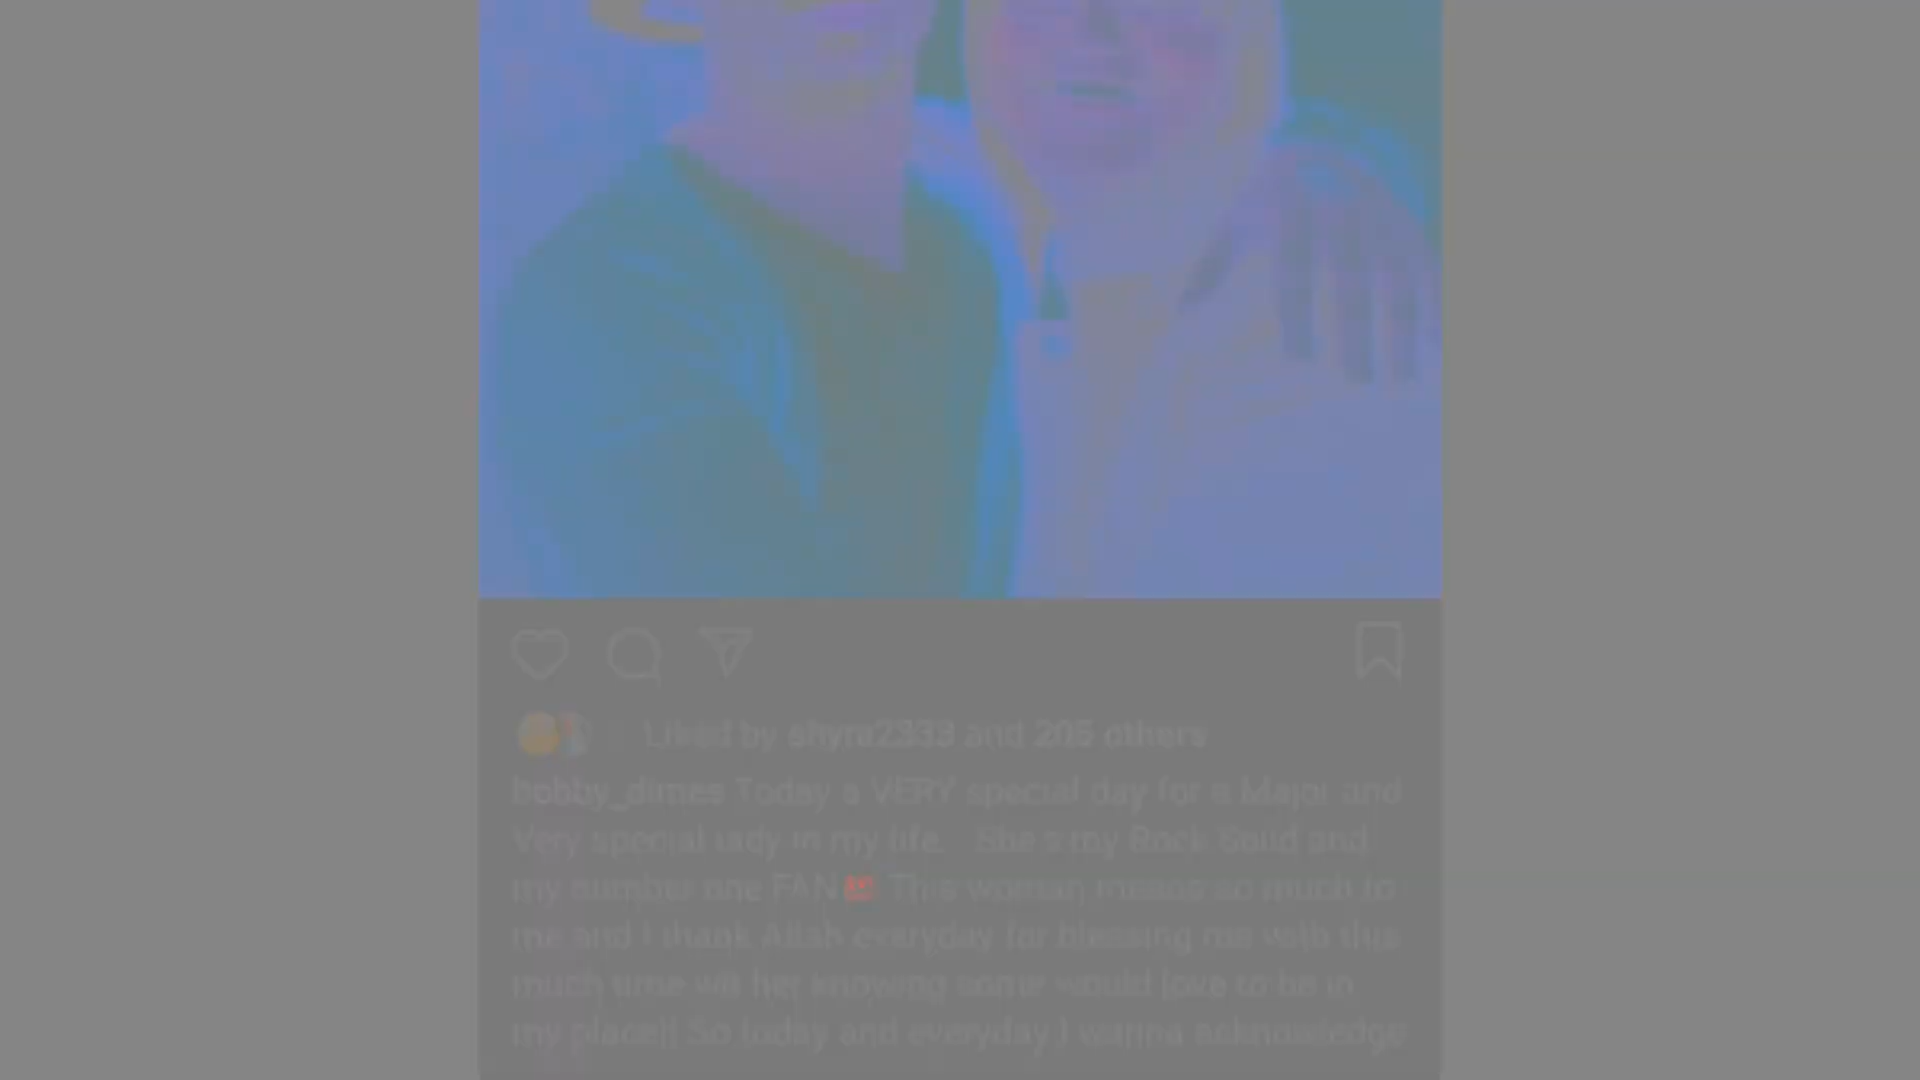 Liked by shyra2333 and 205 others
bobby_dimes Today a VERY special day for a Major and
Very special lady in my life. She's my Rock Solid and
my number one FAN This woman means so much to
me and I thank Allah everyday for blessing me with this
much time wit her knowing some would love to be in
my place!! So today and everyday I wanna acknowledge